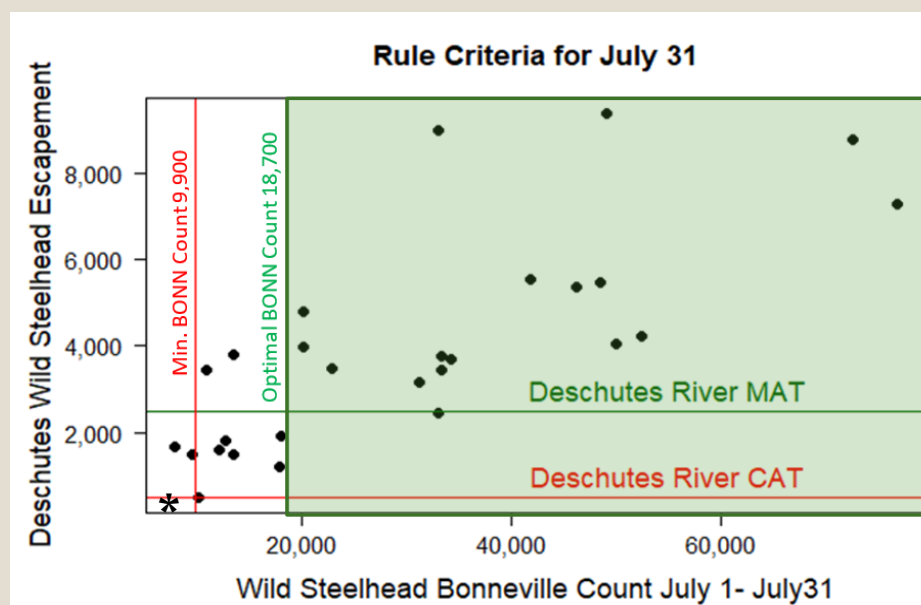 Rule Criteria for July 31
Deschutes Wild Steelhead Escapement
8,000
6,000
4,000
2,000
Min. BONN Count 9,900
Optimal BONN Count 18,700
Deschutes River MAT
Deschutes River CAT
*
20,000
40,000
60,000
Wild Steelhead Bonneville Count July 1- July31